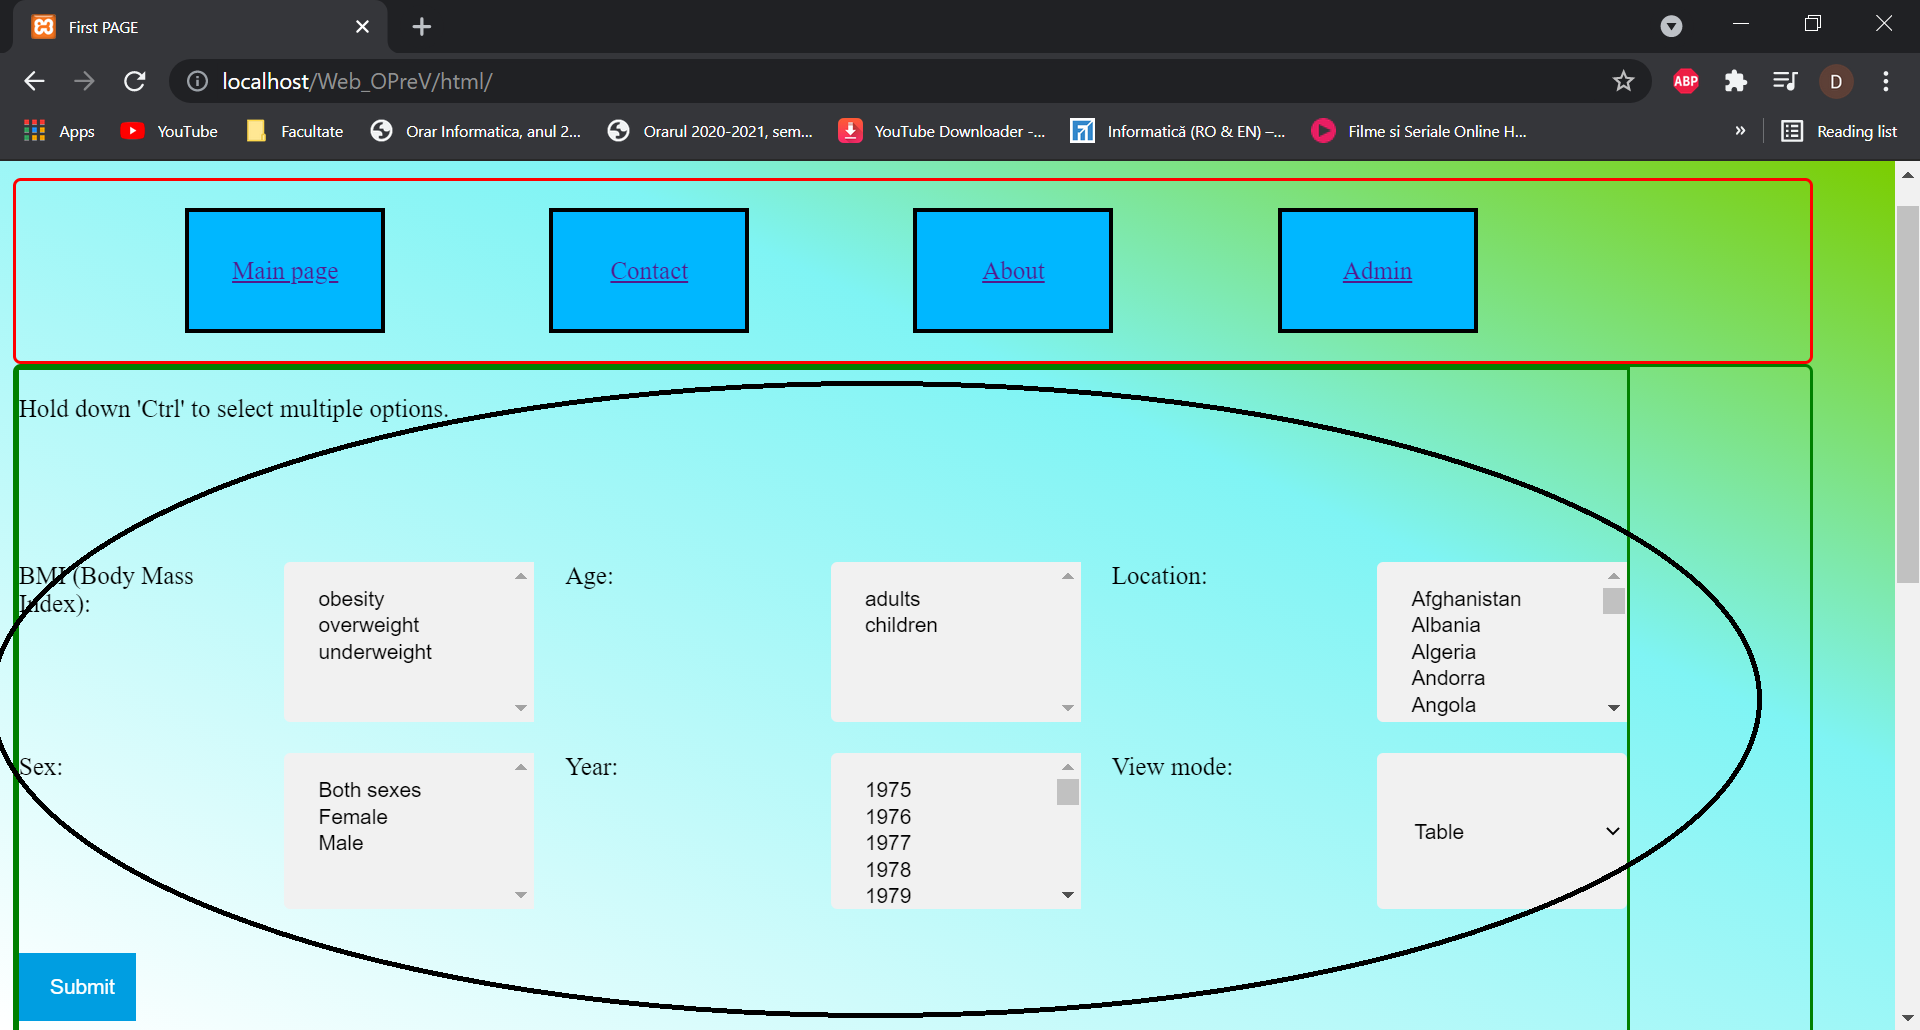 First PAGE
localhost/Web_OPreV/html/
ABP
D
Apps
YouTube
Facultate
Orar Informatica, anul 2...
Orarul 2020-2021, sem...
YouTube Downloader -...
Informatică (RO & EN) –...
Filme si Seriale Online H...
»
Reading list
Main page
Contact
About
Admin
Hold down 'Ctrl' to select multiple options.
BMI (Body Mass
Index):
obesity
overweight
underweight
Age:
adults
children
Location:
Afghanistan
Albania
Algeria
Andorra
Angola
Sex:
Both sexes
Female
Male
Year:
1975
1976
1977
1978
1979
View mode:
Table
Submit